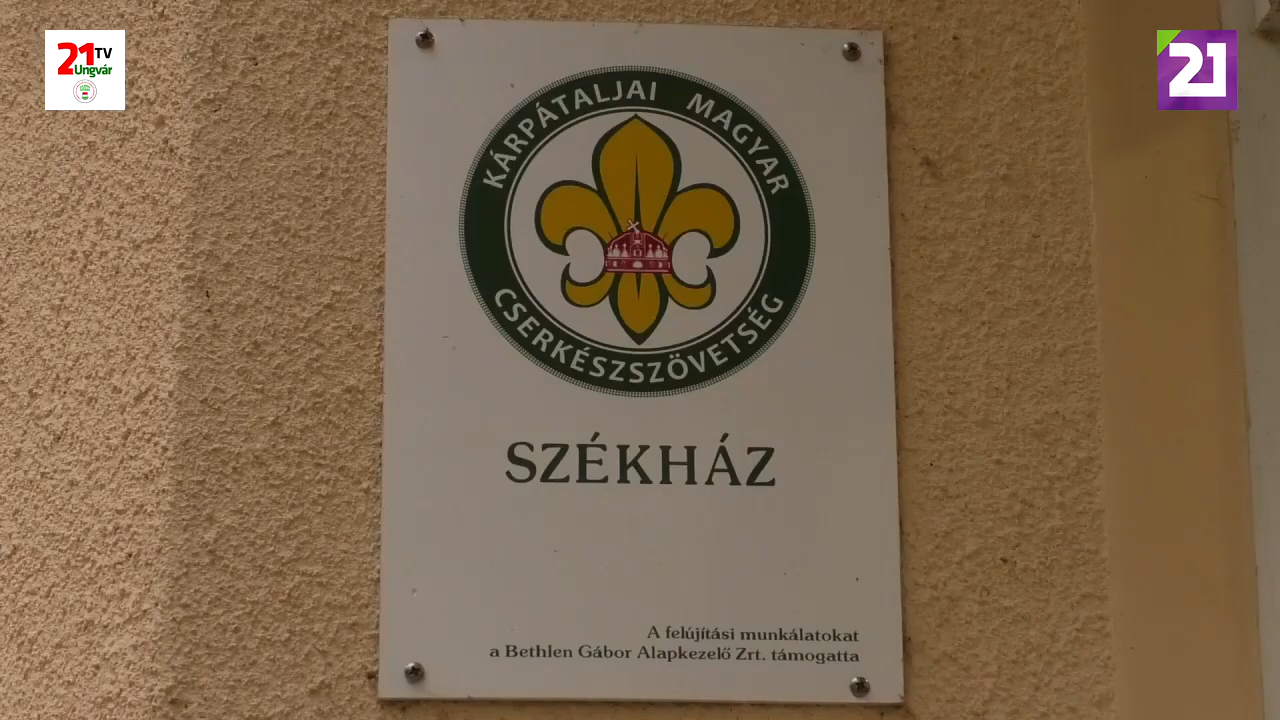 21 TV
Ungvár
21
KÁRPÁTALJAI MAGYAR
CSERKÉSZSZÖVETSÉG
SZÉKHÁZ
A felújítási munkálatokat
a Bethlen Gábor Alapkezelő Zrt. támogatta